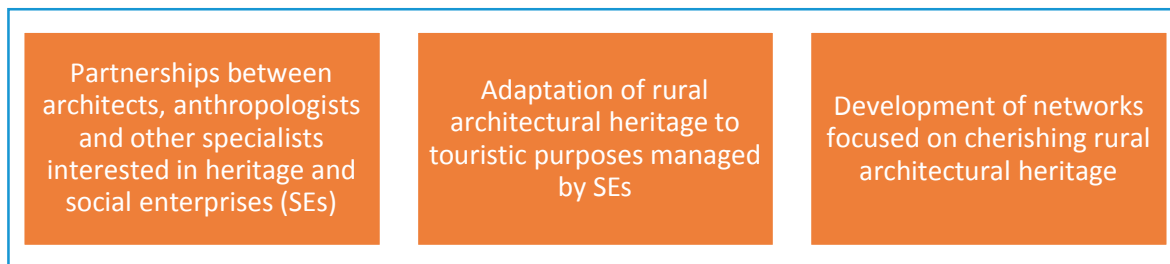 Partnerships between
architects, anthropologists
and other specialists
interested in heritage and
social enterprises (SEs)
Adaptation of rural
architectural heritage to
touristic purposes managed
by SEs
Development of networks
focused on cherishing rural
architectural heritage